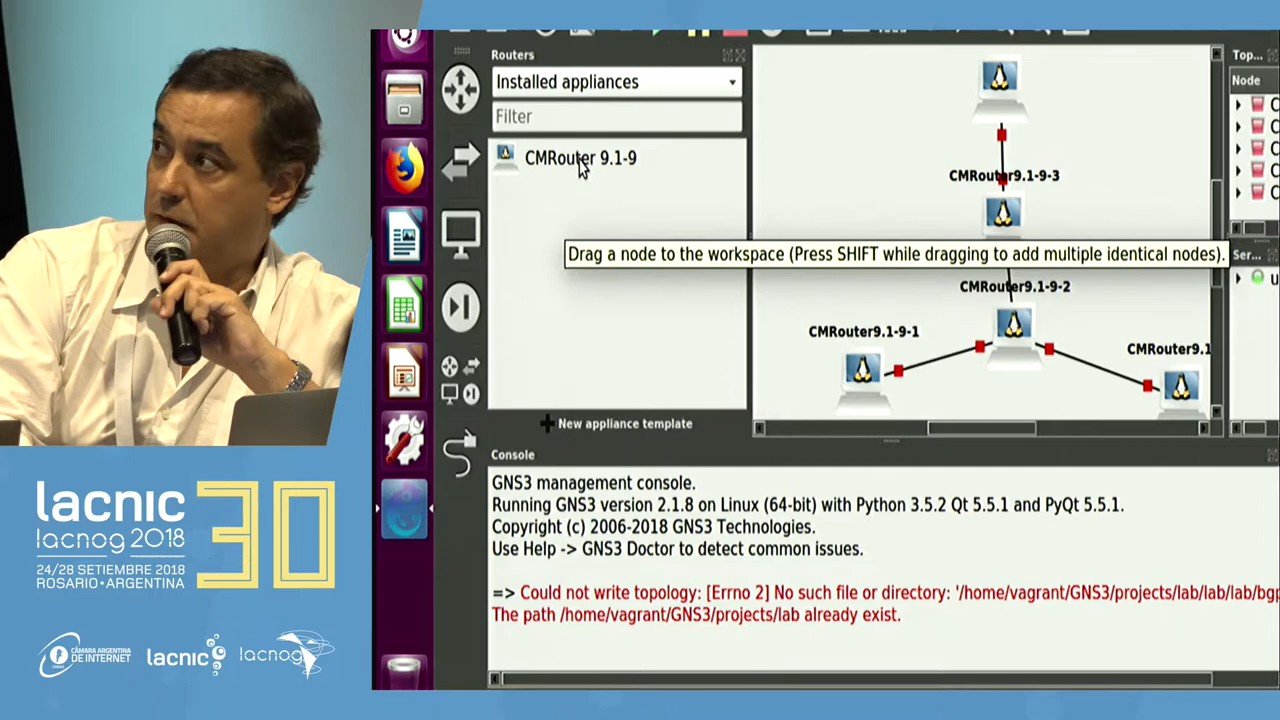 Routers
Installed appliances
Filter
CMRouter 9.1-9
New appliance template
CMRouter9.1-9-3
Drag a node to the workspace (Press SHIFT while dragging to add multiple identical nodes).
CMRouter9.1-9-2
CMRouter9.1-9-1
CMRouter9.1
Top...
Node
C
C
C
C
C
Ser...
u
Console
GNS3 management console.
Running GNS3 version 2.1.8 on Linux (64-bit) with Python 3.5.2 Qt 5.5.1 and PyQt 5.5.1.
Copyright (c) 2006-2018 GNS3 Technologies.
Use Help -> GNS3 Doctor to detect common issues.
=> Could not write topology: [Errno 2] No such file or directory: '/home/vagrant/GNS3/projects/lab/lab/lab/bgp
The path /home/vagrant/GNS3/projects/lab already exist.
lacnic 30
lacnog 2018
24/28 SETIEMBRE 2018
ROSARIO•ARGENTINA
CÁMARA ARGENTINA
DE INTERNET
lacnic
lacnog